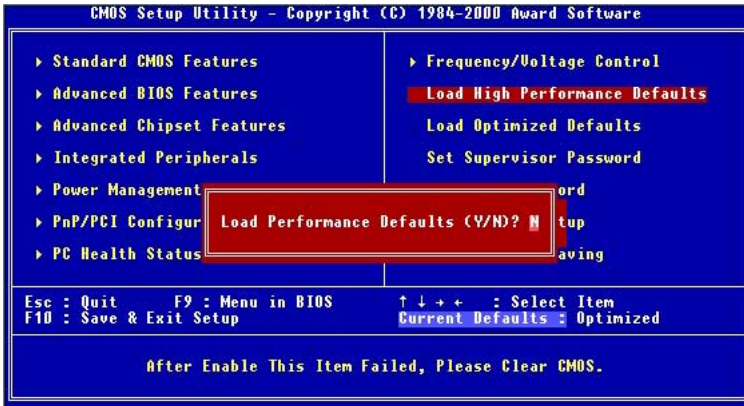 CMOS Setup Utility - Copyright (C) 1984-2000 Award Software
▸ Standard CMOS Features
▸ Advanced BIOS Features
▸ Advanced Chipset Features
▸ Integrated Peripherals
▸ Power Management
▸ PnP/PCI Configur
▸ PC Health Status
▸ Frequency/Voltage Control
Load High Performance Defaults
Load Optimized Defaults
Set Supervisor Password
ord
tup
aving
Load Performance Defaults (Y/N)? N
Esc : Quit F9 : Menu in BIOS ↑ ↓ → ← : Select Item
F10 : Save & Exit Setup Current Defaults : Optimized
After Enable This Item Failed, Please Clear CMOS.